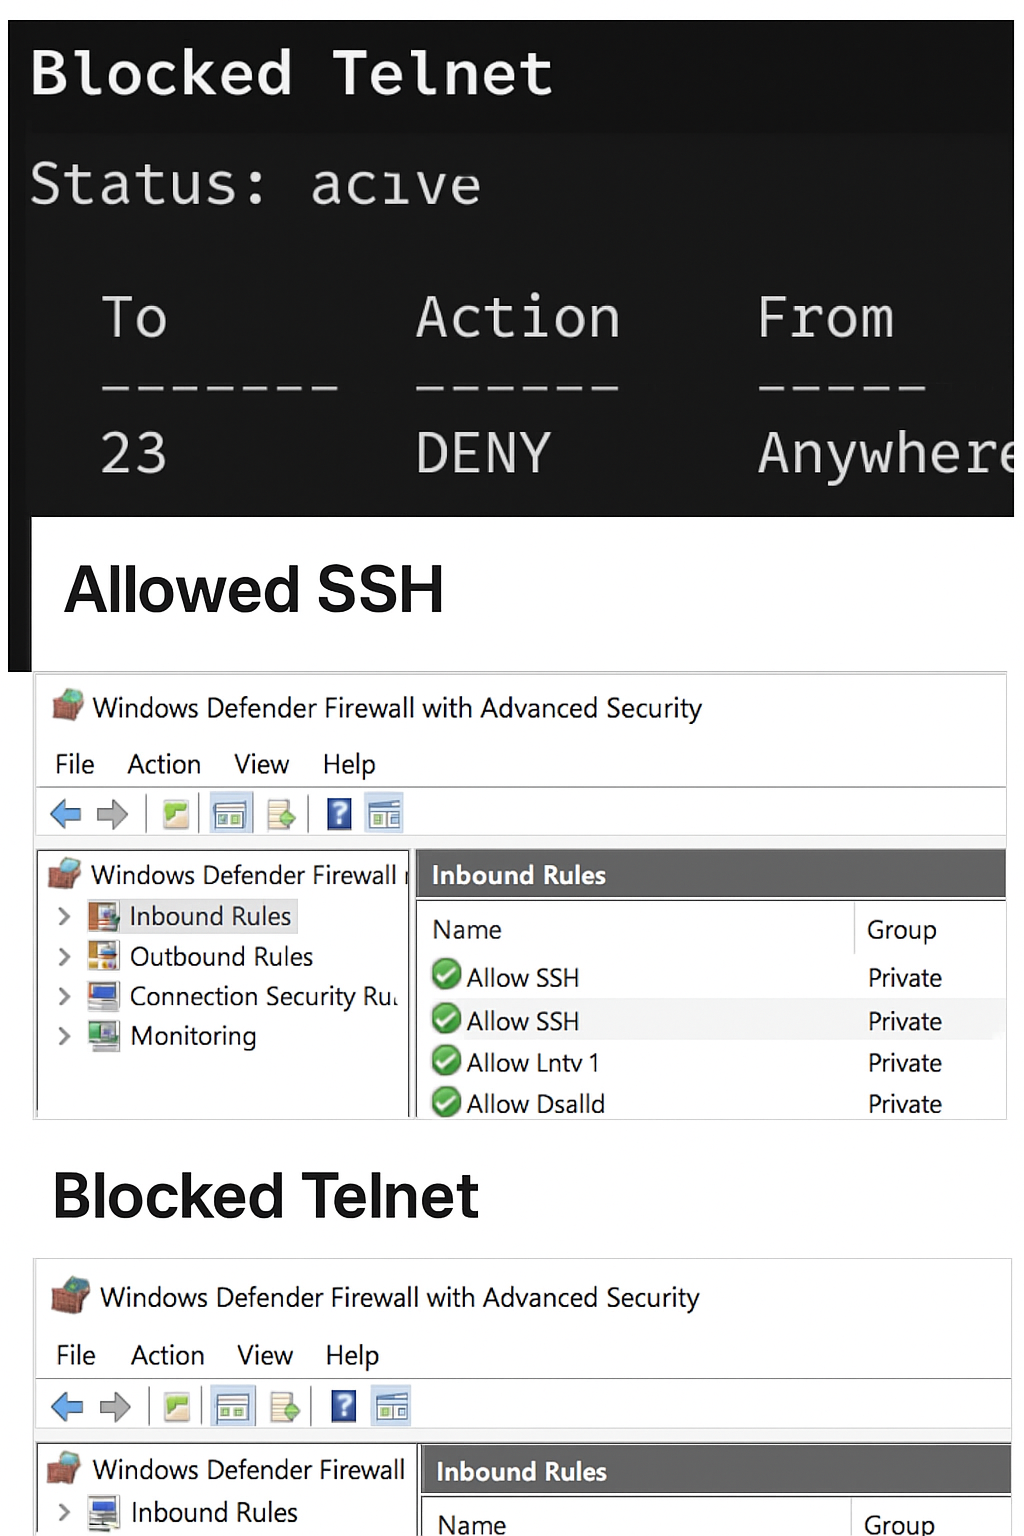 Blocked Telnet
Status: acive
To Action From
------- ------ -----
23 DENY Anywhere
Allowed SSH
Windows Defender Firewall with Advanced Security
File Action View Help
Windows Defender Firewall
Inbound Rules
Outbound Rules
Connection Security Ru
Monitoring
Inbound Rules
Name Group
Allow SSH Private
Allow SSH Private
Allow Lntv 1 Private
Allow Dsalld Private
Blocked Telnet
Windows Defender Firewall with Advanced Security
File Action View Help
Windows Defender Firewall
Inbound Rules
Inbound Rules
Name Group